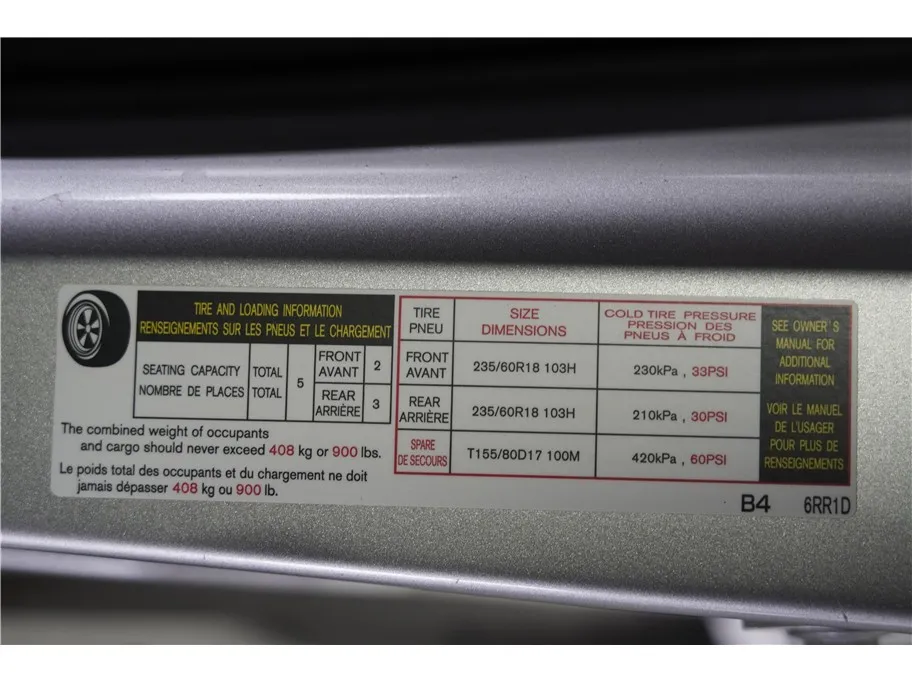 TIRE AND LOADING INFORMATION
RENSEIGNEMENTS SUR LES PNEUS ET LE CHARGEMENT
SEATING CAPACITY
NOMBRE DE PLACES
TOTAL
TOTAL
5
FRONT
AVANT
2
REAR
ARRIÈRE
3
The combined weight of occupants
and cargo should never exceed 408 kg or 900 lbs.
Le poids total des occupants et du chargement ne doit
jamais dépasser 408 kg ou 900 lb.
TIRE
PNEU
SIZE
DIMENSIONS
COLD TIRE PRESSURE
PRESSION DES
PNEUS À FROID
FRONT
AVANT
235/60R18 103H
230kPa , 33PSI
REAR
ARRIÈRE
235/60R18 103H
210kPa , 30PSI
SPARE
DE SECOURS
T155/80D17 100M
420kPa , 60PSI
SEE OWNER'S
MANUAL FOR
ADDITIONAL
INFORMATION
VOIR LE MANUEL
DE L'USAGER
POUR PLUS DE
RENSEIGNEMENTS
B4 6RR1D